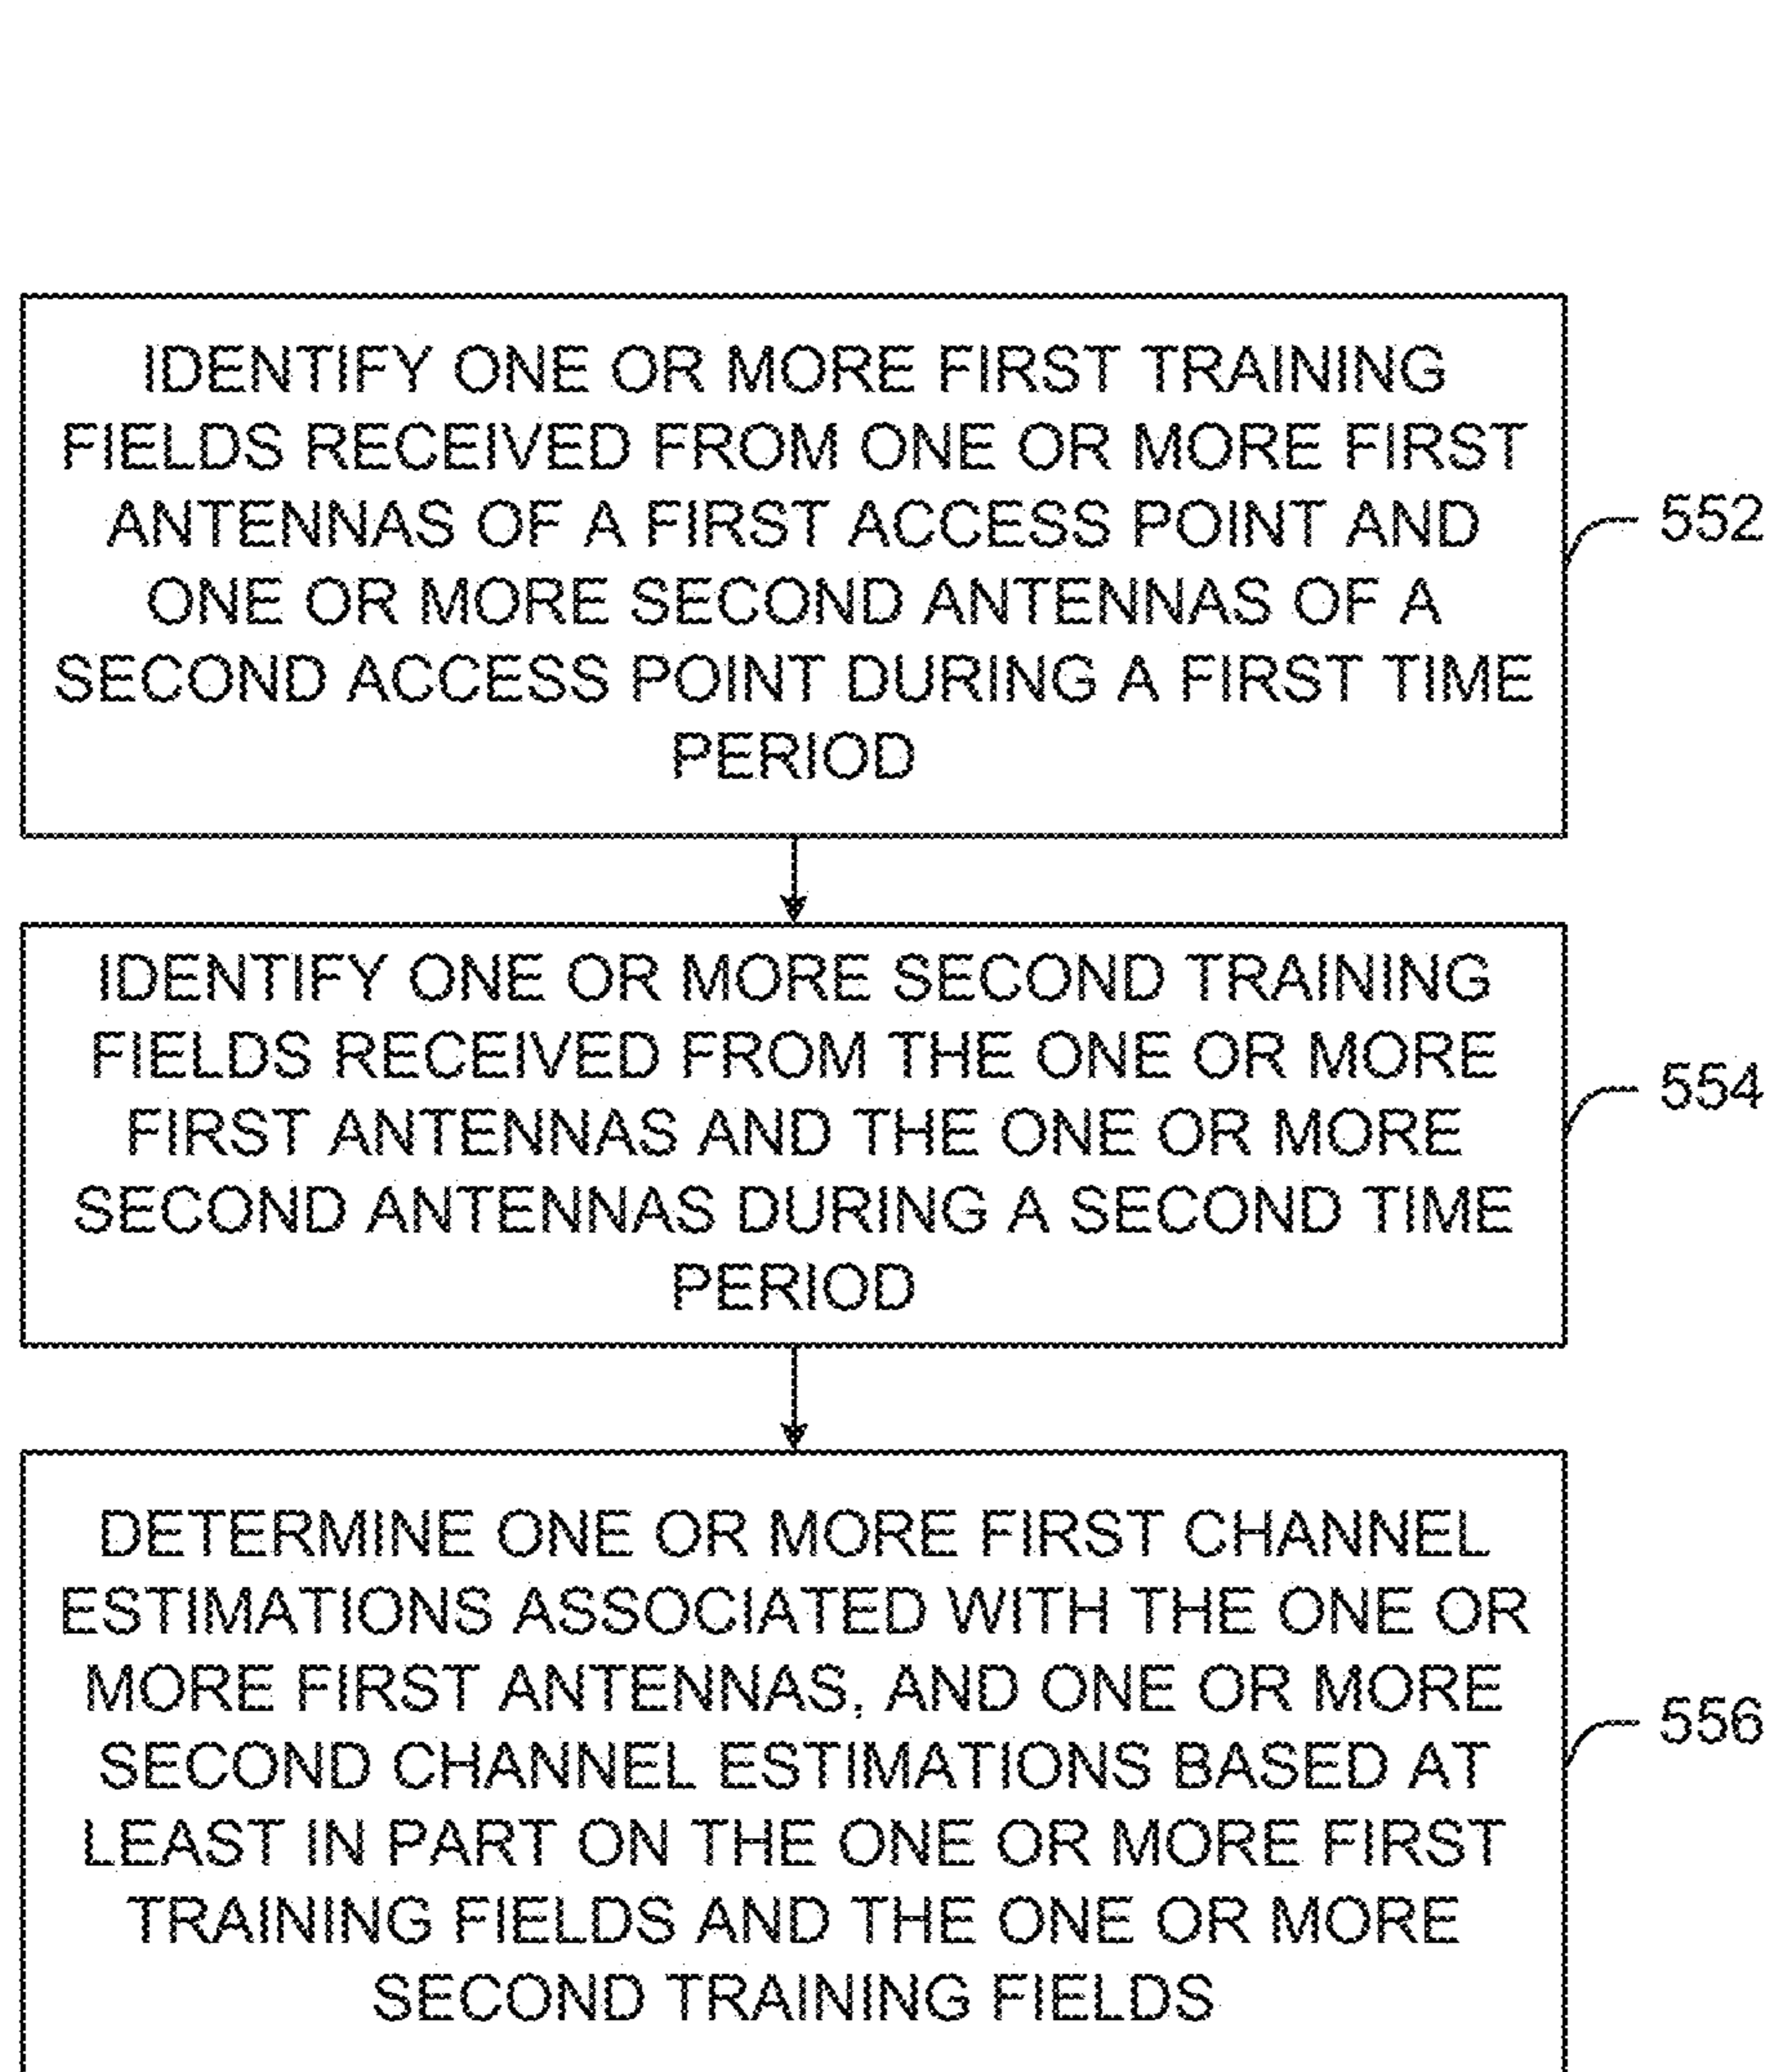 IDENTIFY ONE OR MORE FIRST TRAINING
FIELDS RECEIVED FROM ONE OR MORE FIRST
ANTENNAS OF A FIRST ACCESS POINT AND
ONE OR MORE SECOND ANTENNAS OF A
SECOND ACCESS POINT DURING A FIRST TIME
PERIOD
552
IDENTIFY ONE OR MORE SECOND TRAINING
FIELDS RECEIVED FROM THE ONE OR MORE
FIRST ANTENNAS AND THE ONE OR MORE
SECOND ANTENNAS DURING A SECOND TIME
PERIOD
554
DETERMINE ONE OR MORE FIRST CHANNEL
ESTIMATIONS ASSOCIATED WITH THE ONE OR
MORE FIRST ANTENNAS, AND ONE OR MORE
SECOND CHANNEL ESTIMATIONS BASED AT
LEAST IN PART ON THE ONE OR MORE FIRST
TRAINING FIELDS AND THE ONE OR MORE
SECOND TRAINING FIELDS
556